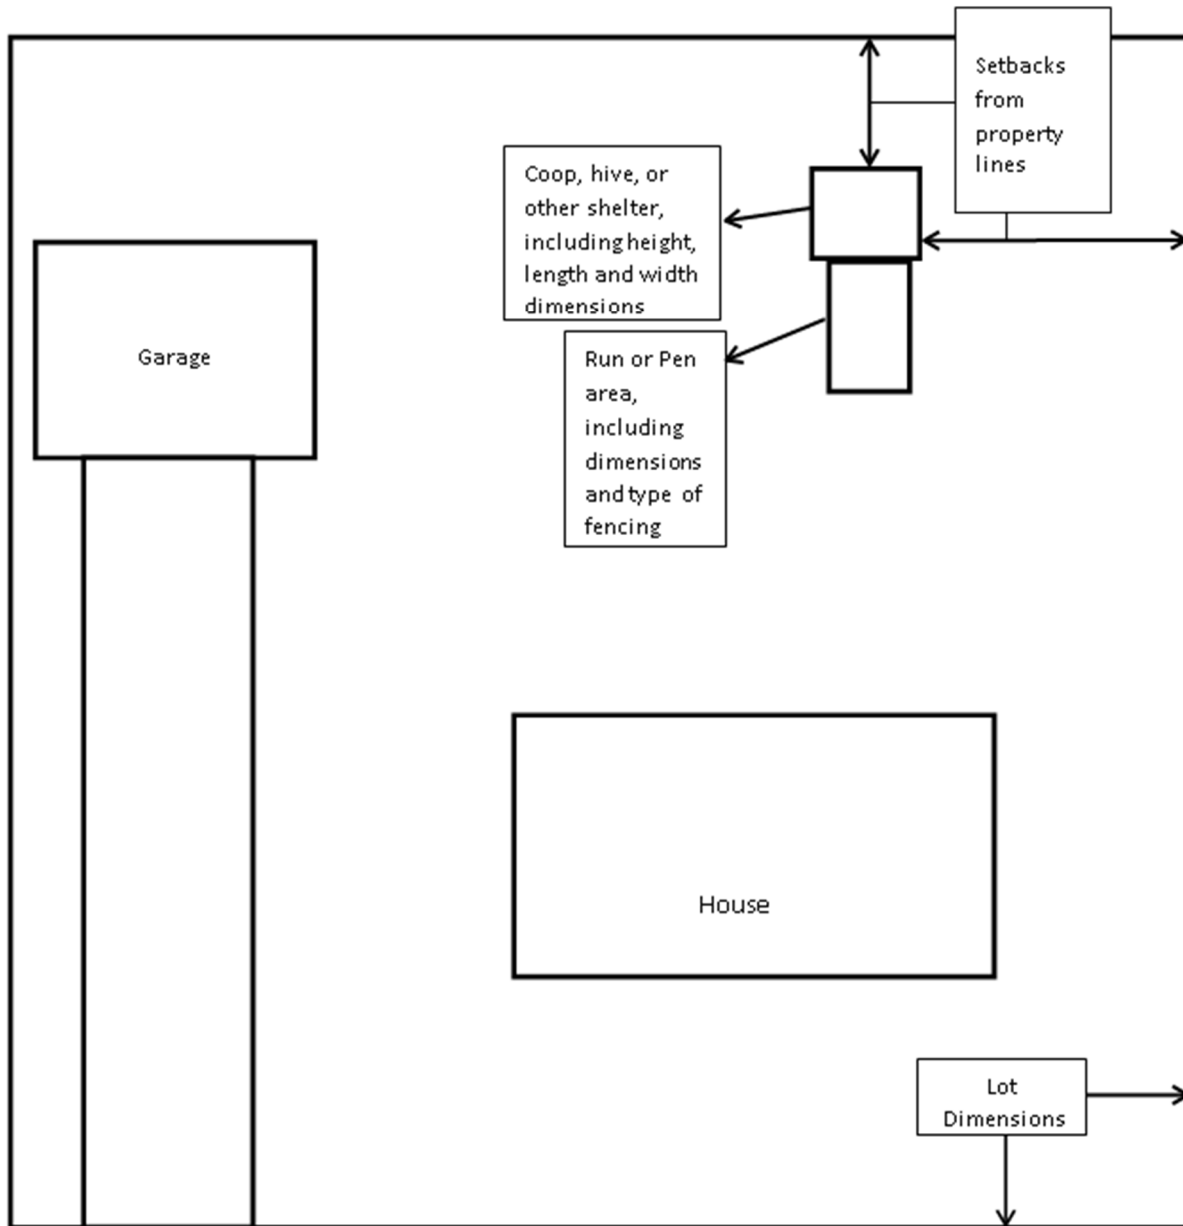 Setbacks
from
property
lines
Coop, hive, or
other shelter,
including height,
length and width
dimensions
Garage
Run or Pen
area,
including
dimensions
and type of
fencing
House
Lot
Dimensions